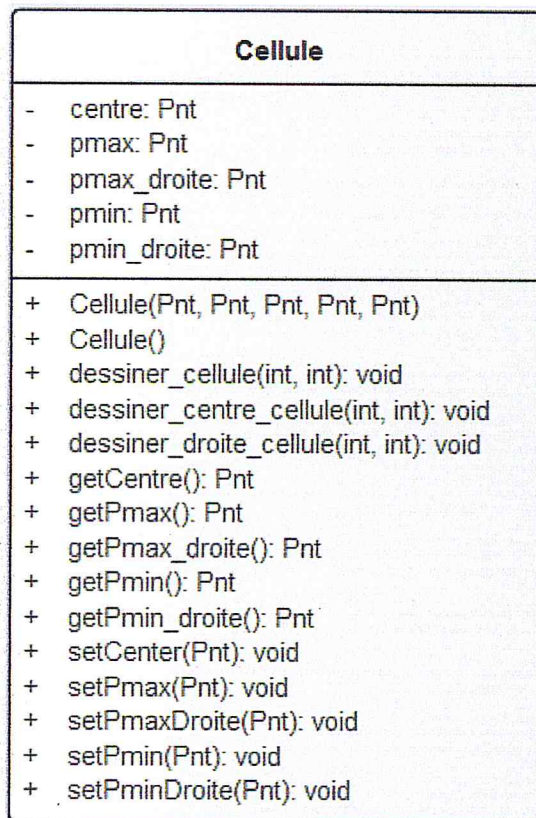 Cellule
- centre: Pnt
- pmax: Pnt
- pmax_droite: Pnt
- pmin: Pnt
- pmin_droite: Pnt
+ Cellule(Pnt, Pnt, Pnt, Pnt, Pnt)
+ Cellule()
+ dessiner_cellule(int, int): void
+ dessiner_centre_cellule(int, int): void
+ dessiner_droite_cellule(int, int): void
+ getCentre(): Pnt
+ getPmax(): Pnt
+ getPmax_droite(): Pnt
+ getPmin(): Pnt
+ getPmin_droite(): Pnt
+ setCenter(Pnt): void
+ setPmax(Pnt): void
+ setPmaxDroite(Pnt): void
+ setPmin(Pnt): void
+ setPminDroite(Pnt): void